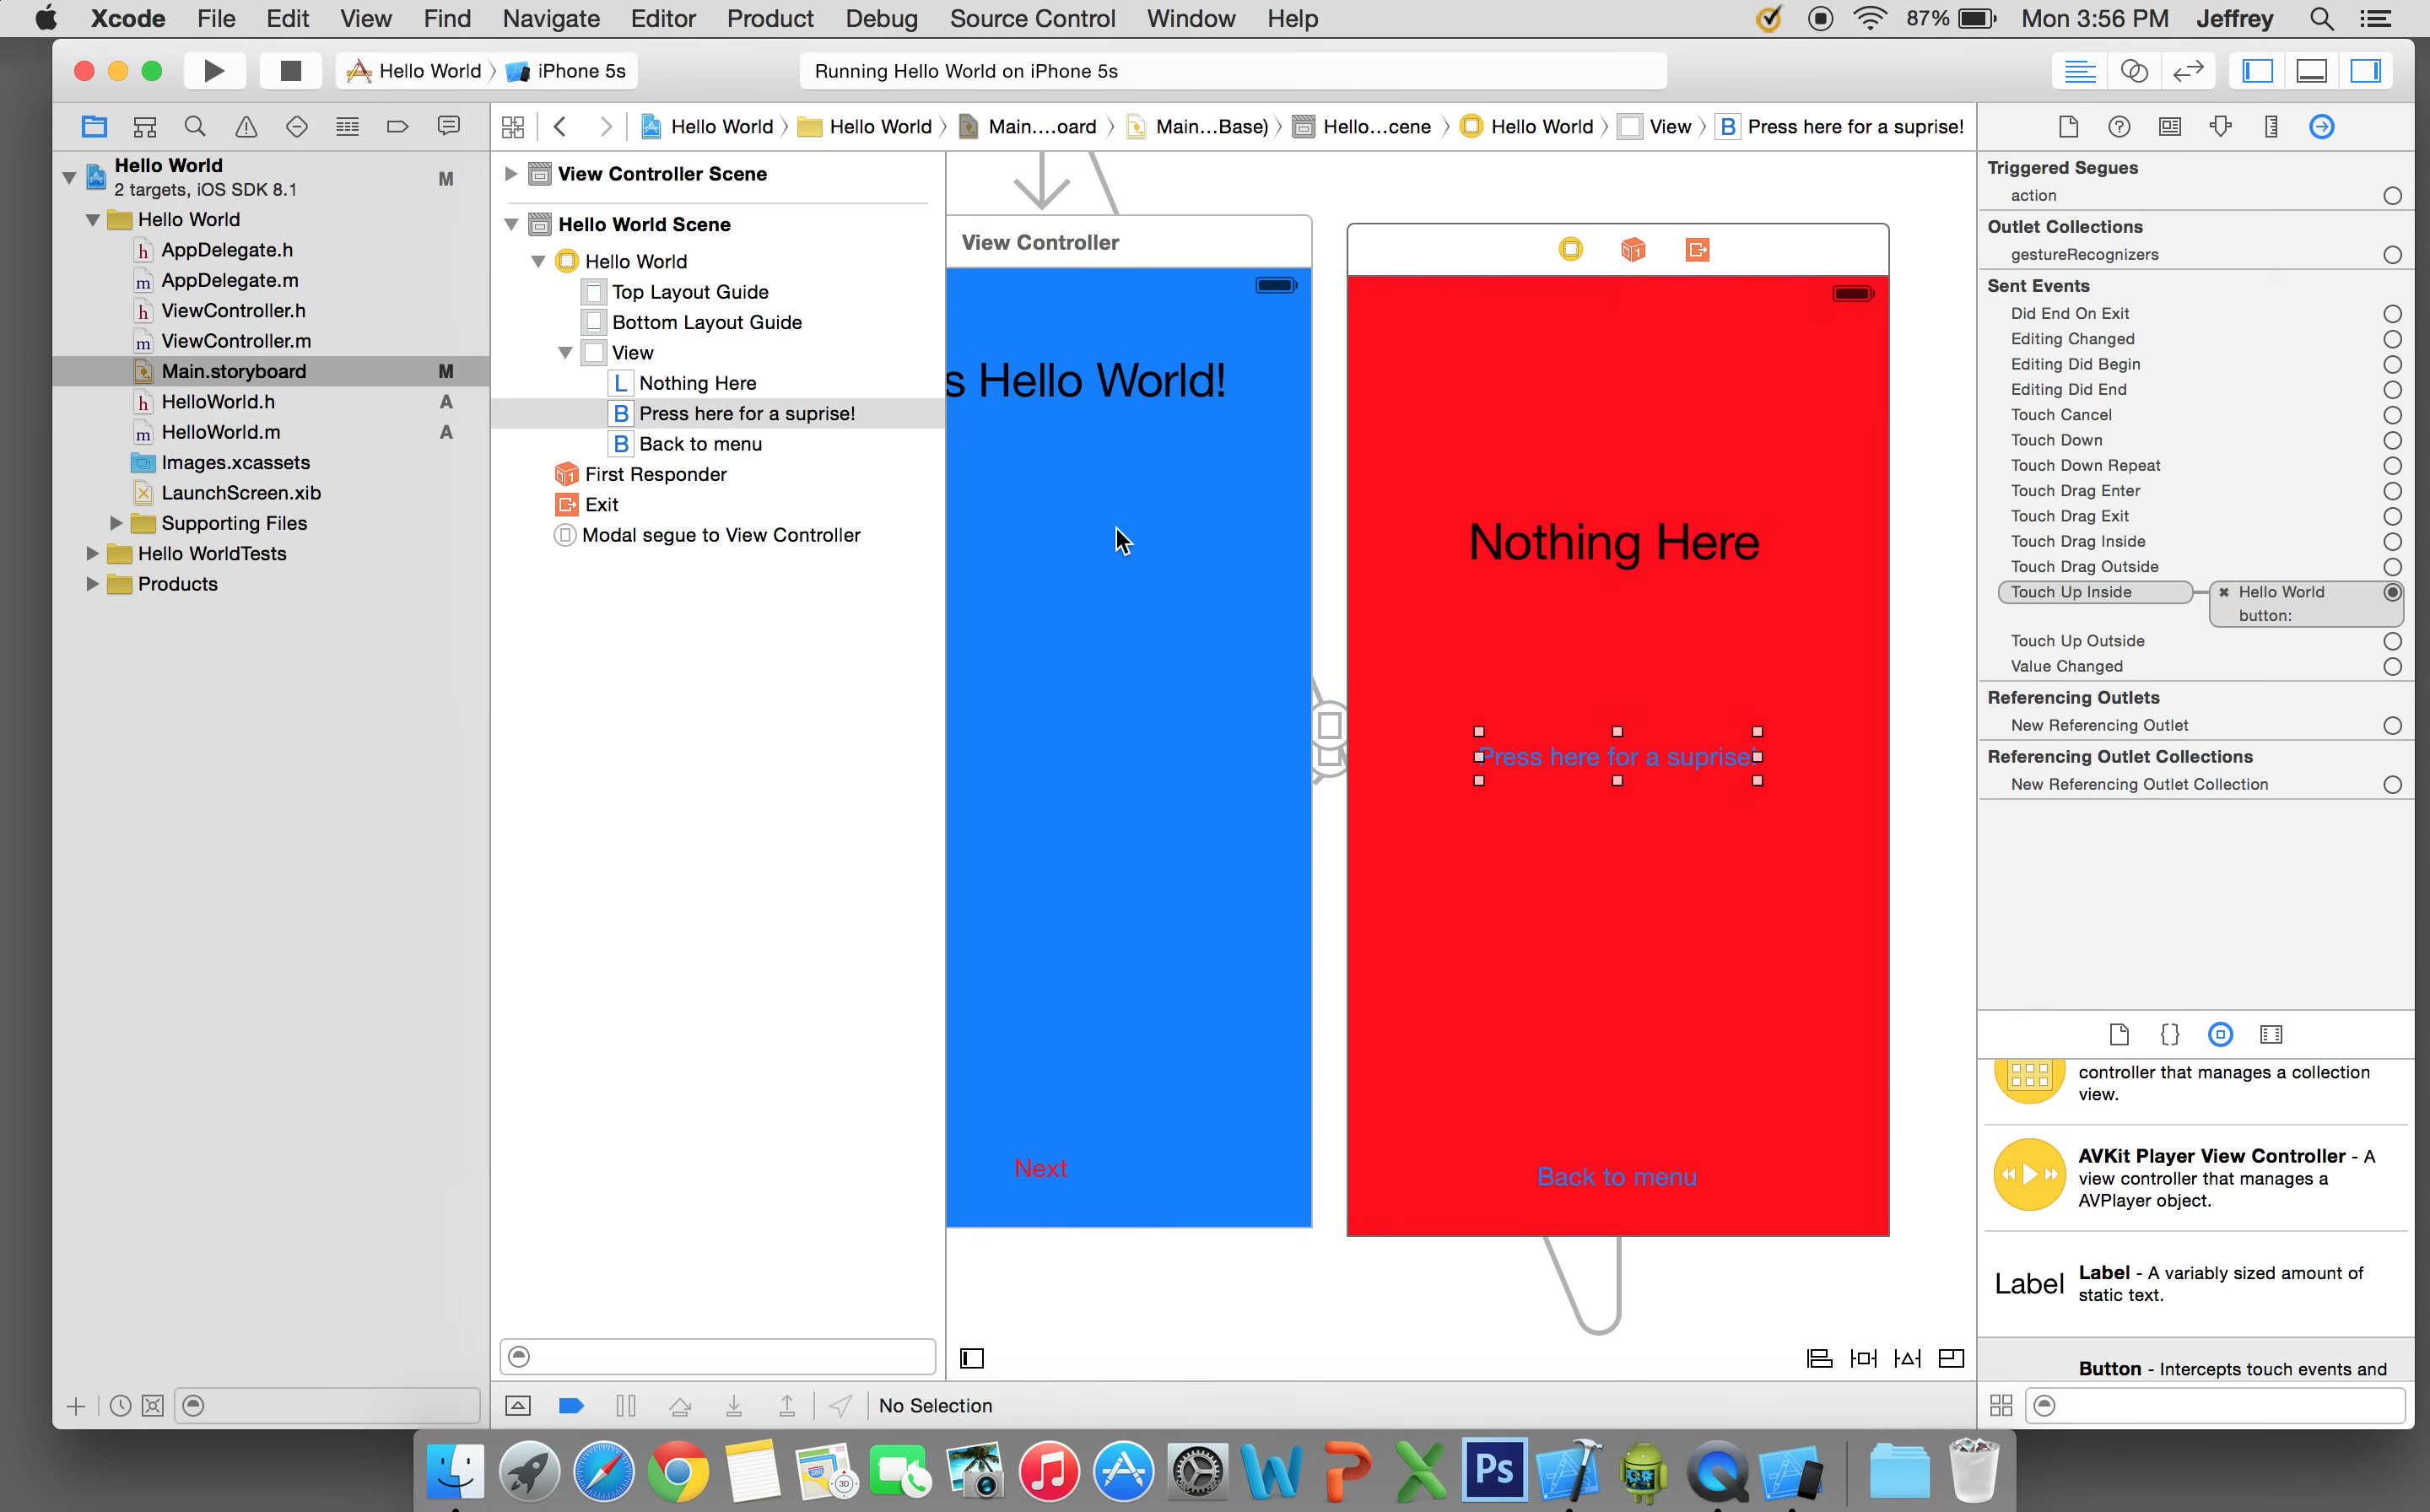 Xcode File Edit View Find Navigate Editor Product Debug Source Control Window Help 87% Mon 3:56 PM Jeffrey
Hello World iPhone 5s Running Hello World on iPhone 5s
Hello World Hello World Main....oard Main...Base) Hello...cene Hello World View B Press here for a suprise!
Hello World
2 targets, iOS SDK 8.1
M
Hello World
h AppDelegate.h
m AppDelegate.m
h ViewController.h
m ViewController.m
Main.storyboard M
h HelloWorld.h A
m HelloWorld.m A
Images.xcassets
LaunchScreen.xib
Supporting Files
Hello WorldTests
Products
View Controller Scene
Hello World Scene
Hello World
Top Layout Guide
Bottom Layout Guide
View
L Nothing Here
B Press here for a suprise!
B Back to menu
1 First Responder
Exit
Modal segue to View Controller
View Controller
s Hello World!
Next
1
Nothing Here
Press here for a suprise!
Back to menu
Triggered Segues
action
Outlet Collections
gestureRecognizers
Sent Events
Did End On Exit
Editing Changed
Editing Did Begin
Editing Did End
Touch Cancel
Touch Down
Touch Down Repeat
Touch Drag Enter
Touch Drag Exit
Touch Drag Inside
Touch Drag Outside
Touch Up Inside Hello World
button:
Touch Up Outside
Value Changed
Referencing Outlets
New Referencing Outlet
Referencing Outlet Collections
New Referencing Outlet Collection
{}
controller that manages a collection
view.
AVKit Player View Controller - A
view controller that manages a
AVPlayer object.
Label
Label - A variably sized amount of
static text.
Button - Intercepts touch events and
No Selection
280
3D
W P X
Ps